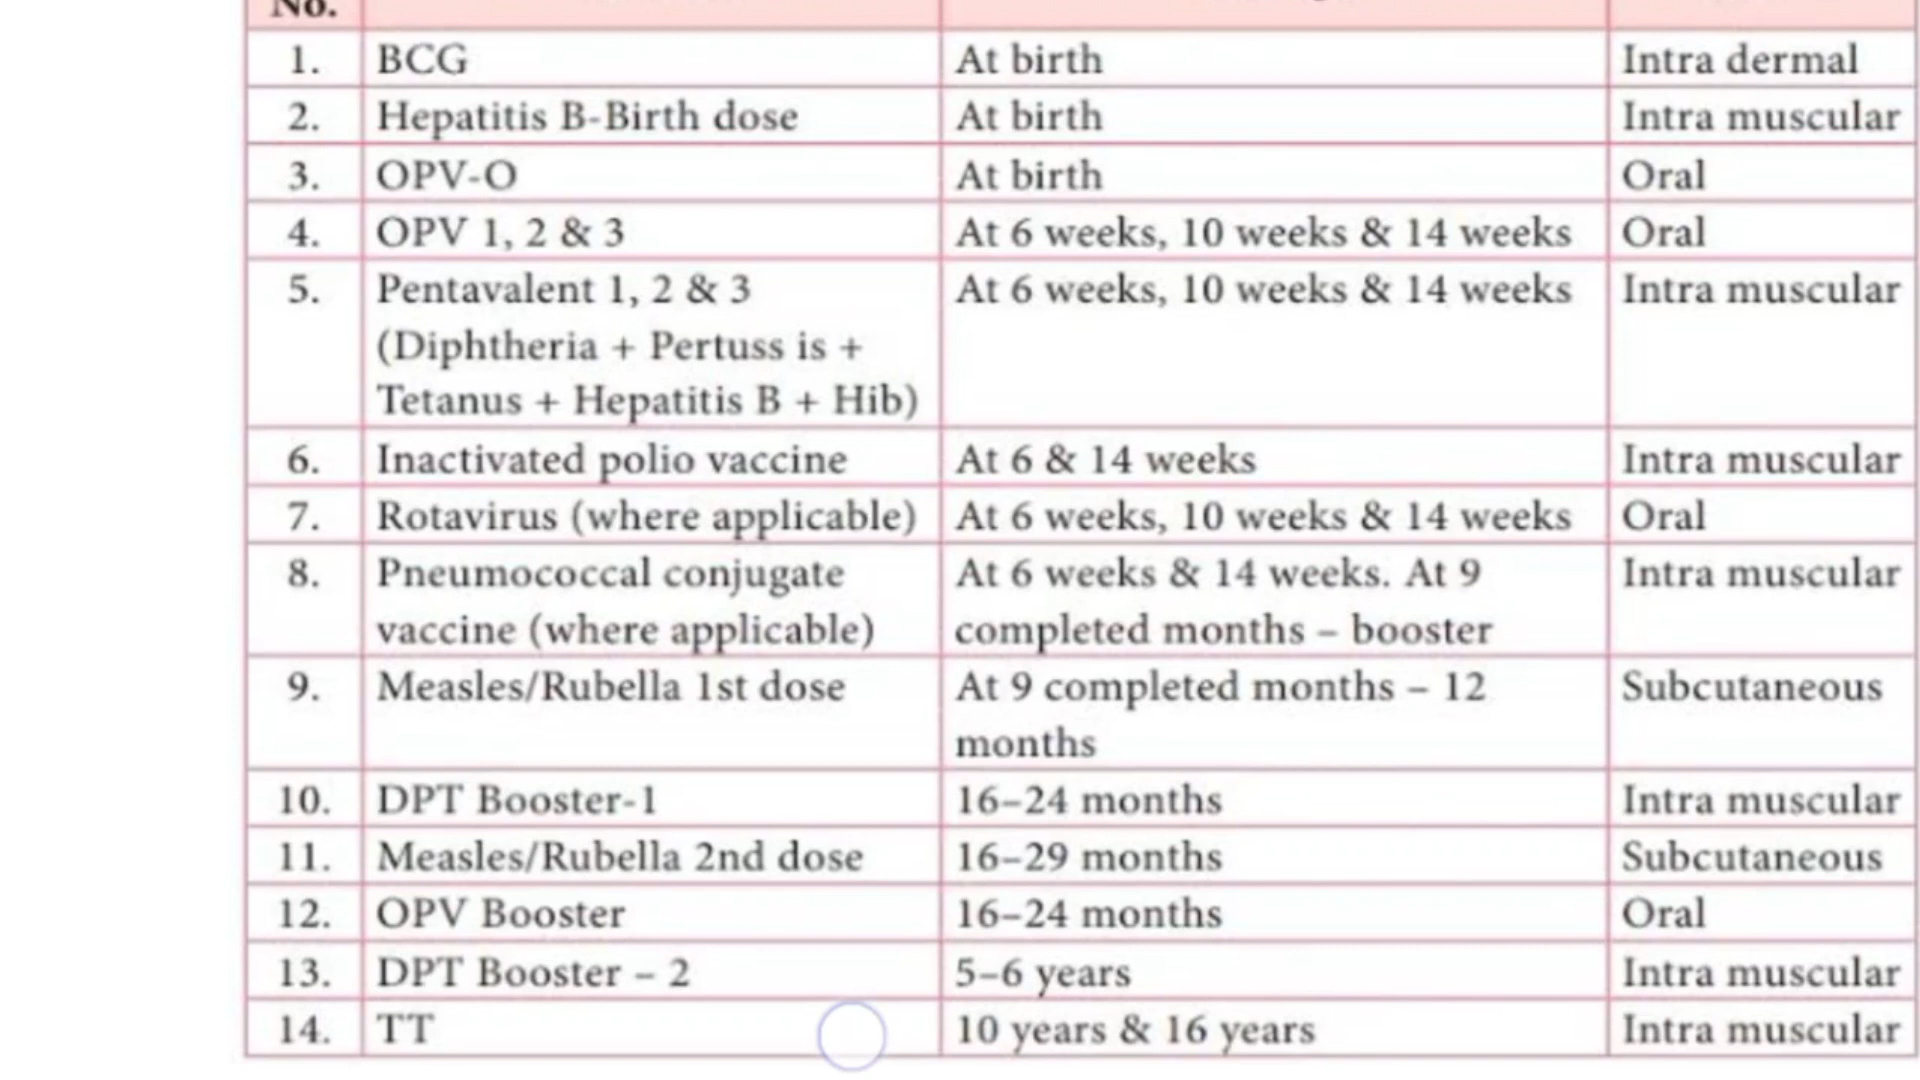 No.
1. BCG At birth Intra dermal
2. Hepatitis B-Birth dose At birth Intra muscular
3. OPV-O At birth Oral
4. OPV 1, 2 & 3 At 6 weeks, 10 weeks & 14 weeks Oral
5. Pentavalent 1, 2 & 3 At 6 weeks, 10 weeks & 14 weeks Intra muscular
(Diphtheria + Pertuss is +
Tetanus + Hepatitis B + Hib)
6. Inactivated polio vaccine At 6 & 14 weeks Intra muscular
7. Rotavirus (where applicable) At 6 weeks, 10 weeks & 14 weeks Oral
8. Pneumococcal conjugate At 6 weeks & 14 weeks. At 9 Intra muscular
vaccine (where applicable) completed months – booster
9. Measles/Rubella 1st dose At 9 completed months – 12 Subcutaneous
months
10. DPT Booster-1 16–24 months Intra muscular
11. Measles/Rubella 2nd dose 16–29 months Subcutaneous
12. OPV Booster 16–24 months Oral
13. DPT Booster – 2 5–6 years Intra muscular
14. TT 10 years & 16 years Intra muscular